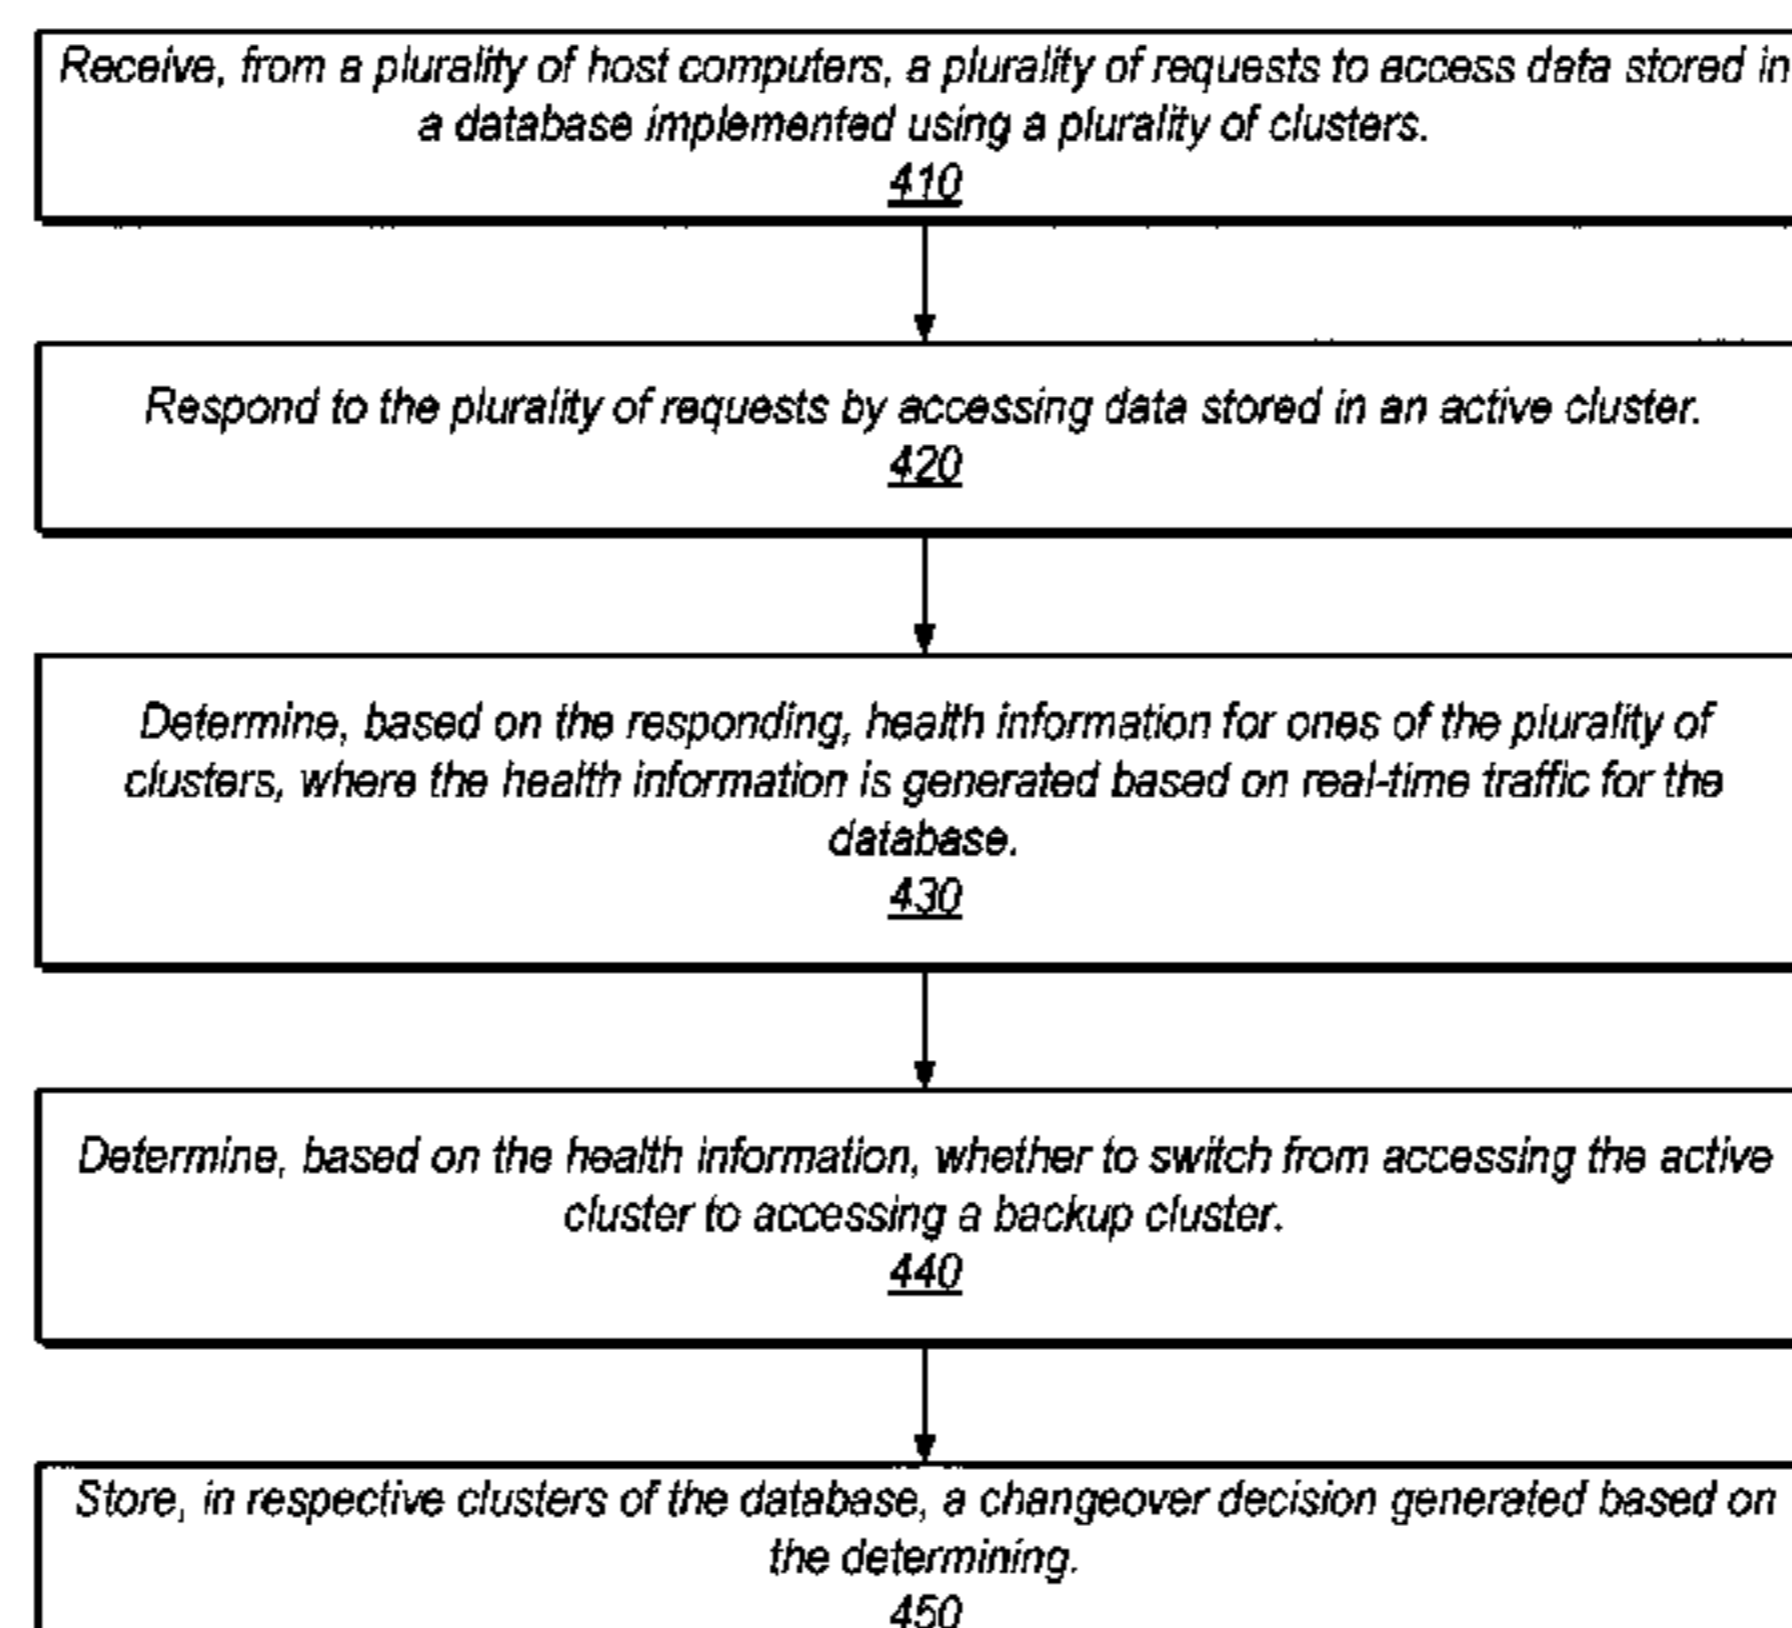 Receive, from a plurality of host computers, a plurality of requests to access data stored in
a database implemented using a plurality of clusters.
410
Respond to the plurality of requests by accessing data stored in an active cluster.
420
Determine, based on the responding, health information for ones of the plurality of
clusters, where the health information is generated based on real-time traffic for the
database.
430
Determine, based on the health information, whether to switch from accessing the active
cluster to accessing a backup cluster.
440
Store, in respective clusters of the database, a changeover decision generated based on
the determining.
450